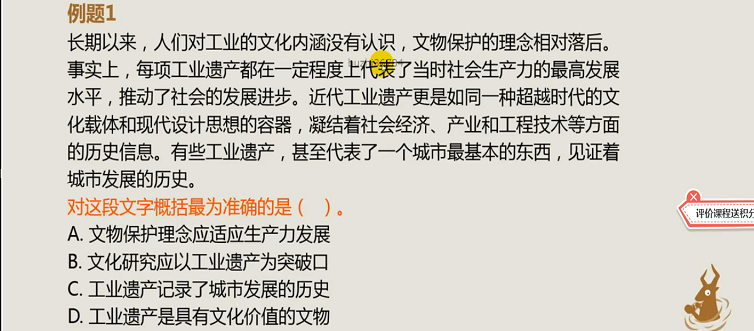 例题1
长期以来，人们对工业的文化内涵没有认识，文物保护的理念相对落后。
事实上，每项工业遗产都在一定程度上代表了当时社会生产力的最高发展
水平，推动了社会的发展进步。近代工业遗产更是如同一种超越时代的文
化载体和现代设计思想的容器，凝结着社会经济、产业和工程技术等方面
的历史信息。有些工业遗产，甚至代表了一个城市最基本的东西，见证着
城市发展的历史。
对这段文字概括最为准确的是（　）。
A. 文物保护理念应适应生产力发展
B. 文化研究应以工业遗产为突破口
评价课程送积分
C. 工业遗产记录了城市发展的历史
D. 工业遗产是具有文化价值的文物